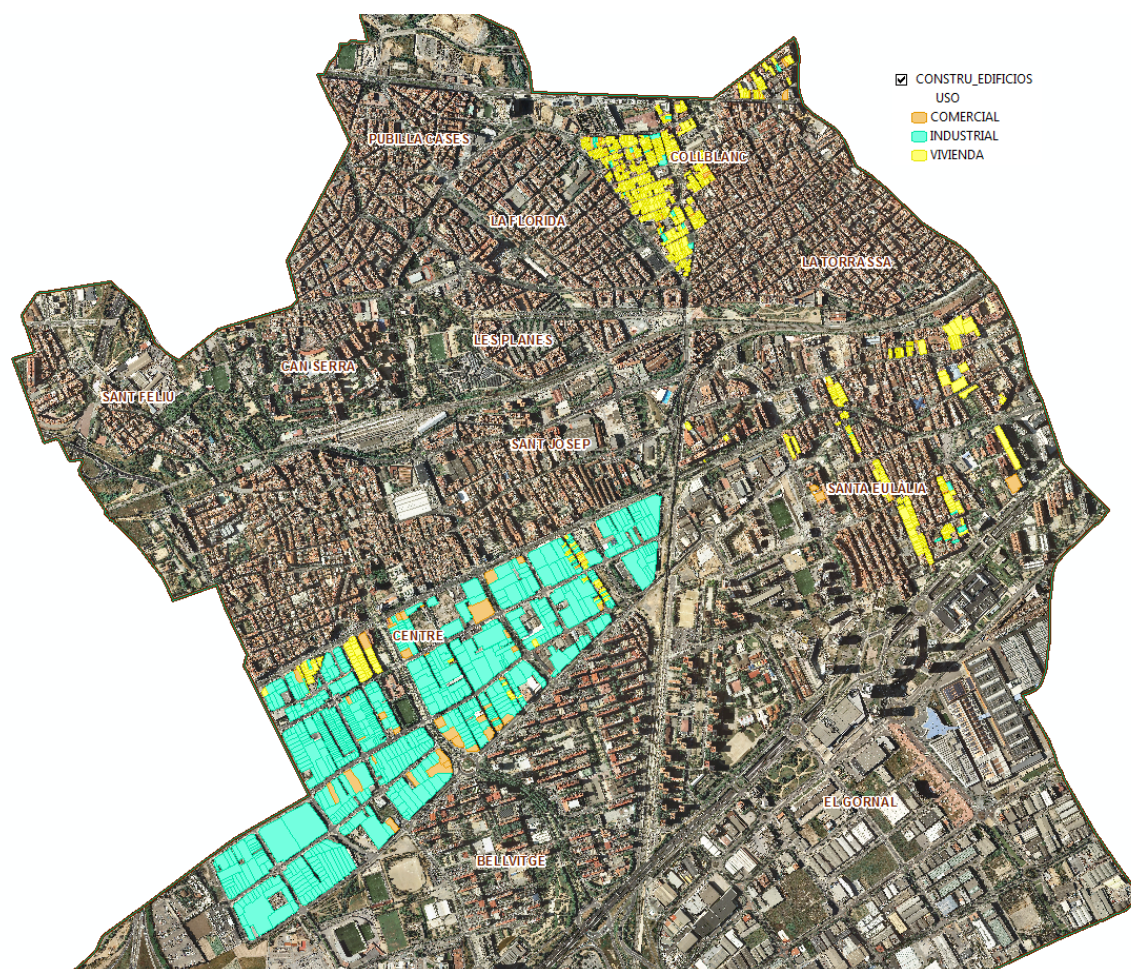 CONSTRU_EDIFICIOS
USO
COMERCIAL
INDUSTRIAL
VIVIENDA
PUBILLA CASES
COLLBLANC
LA FLORIDA
LA TORRASSA
LES PLANES
CAN SERRA
SANT FELIU
SANT JOSEP
SANTA EULALIA
CENTRE
EL GORNAL
BELLVITGE